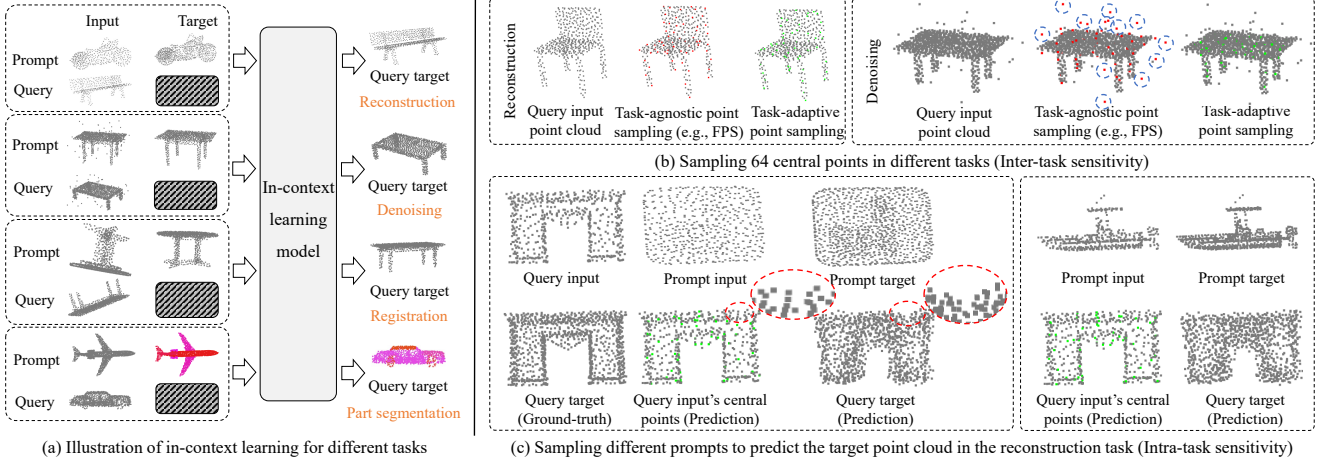 Input Target
Prompt
Query
Query target
Reconstruction
Prompt
Query
Query target
Denoising
In-context
learning
model
Prompt
Query
Query target
Registration
Prompt
Query
Query target
Part segmentation
(a) Illustration of in-context learning for different tasks
Reconstruction
Query input
point cloud
Task-agnostic point
sampling (e.g., FPS)
Task-adaptive
point sampling
Denoising
Query input
point cloud
Task-agnostic point
sampling (e.g., FPS)
Task-adaptive
point sampling
(b) Sampling 64 central points in different tasks (Inter-task sensitivity)
Query input
Prompt input
Prompt target
Query target
(Ground-truth)
Query input's central
points (Prediction)
Query target
(Prediction)
Prompt input
Prompt target
Query input's central
points (Prediction)
Query target
(Prediction)
(c) Sampling different prompts to predict the target point cloud in the reconstruction task (Intra-task sensitivity)